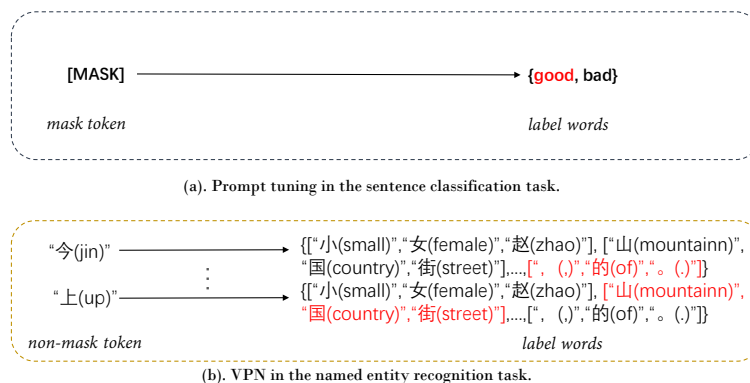 [MASK] {good, bad}
mask token label words
(a). Prompt tuning in the sentence classification task.
“今(jin)” {[“小(small)”,“女(female)”,“赵(zhao)”], [“山(mountainn)”,
“国(country)”,“街(street)”],...,[“， (,)”,“的(of)”,“。(.)”]}
“上(up)” {[“小(small)”,“女(female)”,“赵(zhao)”], [“山(mountainn)”,
“国(country)”,“街(street)”],...,[“， (,)”,“的(of)”,“。(.)”]}
non-mask token label words
(b). VPN in the named entity recognition task.